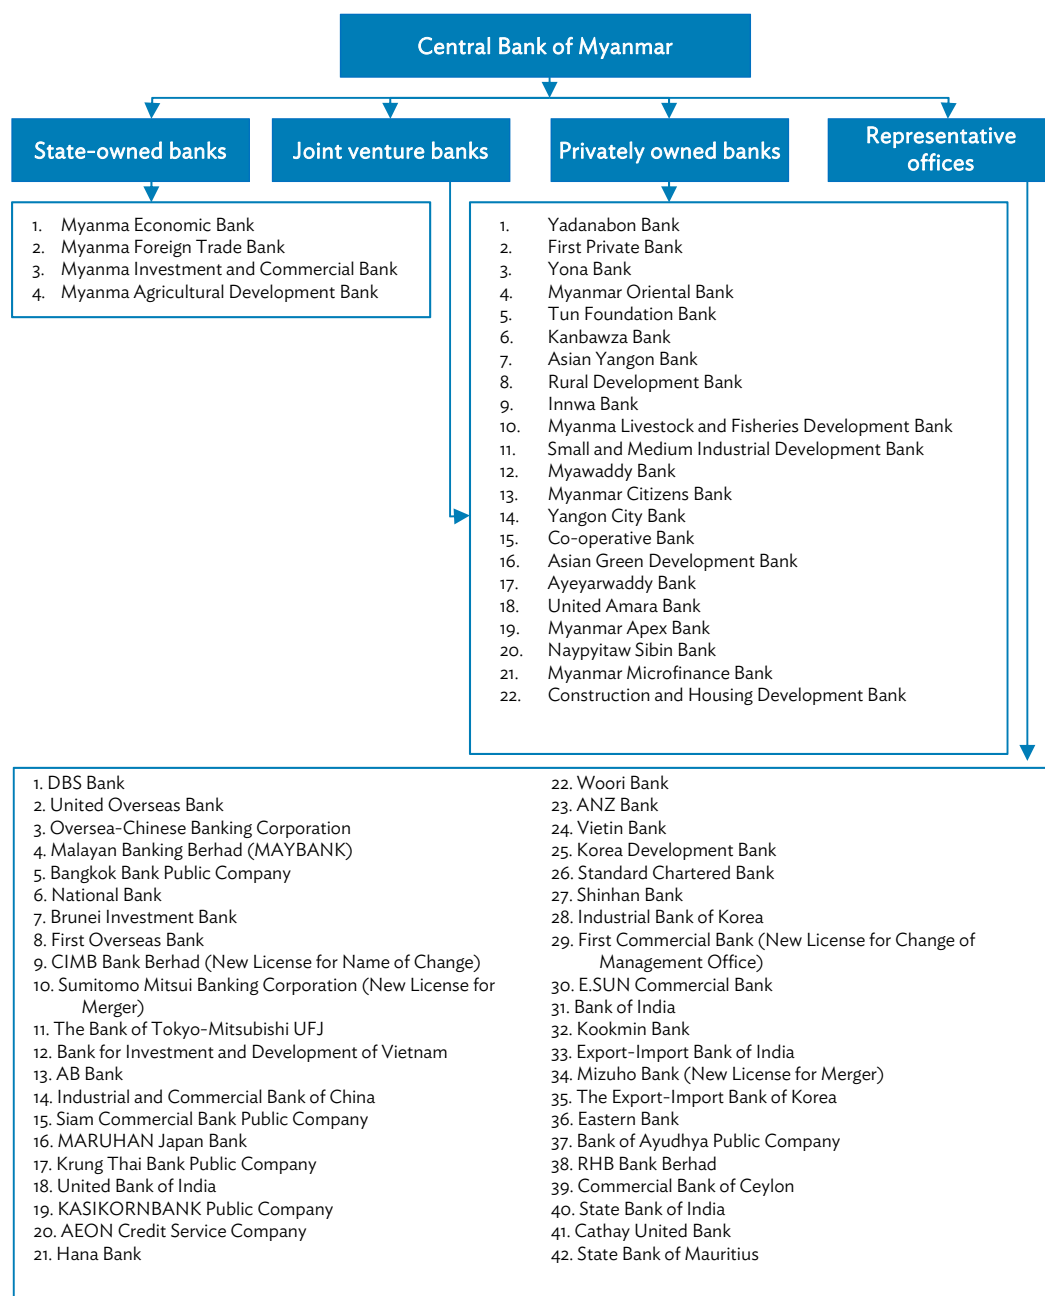 Central Bank of Myanmar
State-owned banks
Joint venture banks
Privately owned banks
Representative
offices
1. Myanma Economic Bank
2. Myanma Foreign Trade Bank
3. Myanma Investment and Commercial Bank
4. Myanma Agricultural Development Bank
1. Yadanabon Bank
2. First Private Bank
3. Yona Bank
4. Myanmar Oriental Bank
5. Tun Foundation Bank
6. Kanbawza Bank
7. Asian Yangon Bank
8. Rural Development Bank
9. Innwa Bank
10. Myanma Livestock and Fisheries Development Bank
11. Small and Medium Industrial Development Bank
12. Myawaddy Bank
13. Myanmar Citizens Bank
14. Yangon City Bank
15. Co-operative Bank
16. Asian Green Development Bank
17. Ayeyarwaddy Bank
18. United Amara Bank
19. Myanmar Apex Bank
20. Naypyitaw Sibin Bank
21. Myanmar Microfinance Bank
22. Construction and Housing Development Bank
1. DBS Bank
2. United Overseas Bank
3. Oversea-Chinese Banking Corporation
4. Malayan Banking Berhad (MAYBANK)
5. Bangkok Bank Public Company
6. National Bank
7. Brunei Investment Bank
8. First Overseas Bank
9. CIMB Bank Berhad (New License for Name of Change)
10. Sumitomo Mitsui Banking Corporation (New License for
Merger)
11. The Bank of Tokyo-Mitsubishi UFJ
12. Bank for Investment and Development of Vietnam
13. AB Bank
14. Industrial and Commercial Bank of China
15. Siam Commercial Bank Public Company
16. MARUHAN Japan Bank
17. Krung Thai Bank Public Company
18. United Bank of India
19. KASIKORNBANK Public Company
20. AEON Credit Service Company
21. Hana Bank
22. Woori Bank
23. ANZ Bank
24. Vietin Bank
25. Korea Development Bank
26. Standard Chartered Bank
27. Shinhan Bank
28. Industrial Bank of Korea
29. First Commercial Bank (New License for Change of
Management Office)
30. E.SUN Commercial Bank
31. Bank of India
32. Kookmin Bank
33. Export-Import Bank of India
34. Mizuho Bank (New License for Merger)
35. The Export-Import Bank of Korea
36. Eastern Bank
37. Bank of Ayudhya Public Company
38. RHB Bank Berhad
39. Commercial Bank of Ceylon
40. State Bank of India
41. Cathay United Bank
42. State Bank of Mauritius